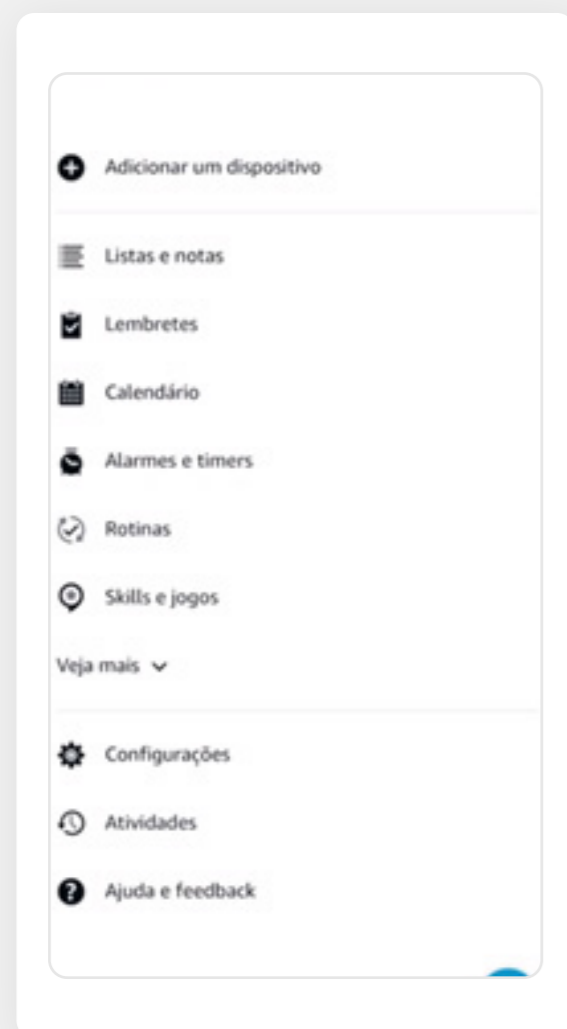 Adicionar um dispositivo
Listas e notas
Lembretes
Calendário
Alarmes e timers
Rotinas
Skills e jogos
Veja mais
Configurações
Atividades
Ajuda e feedback